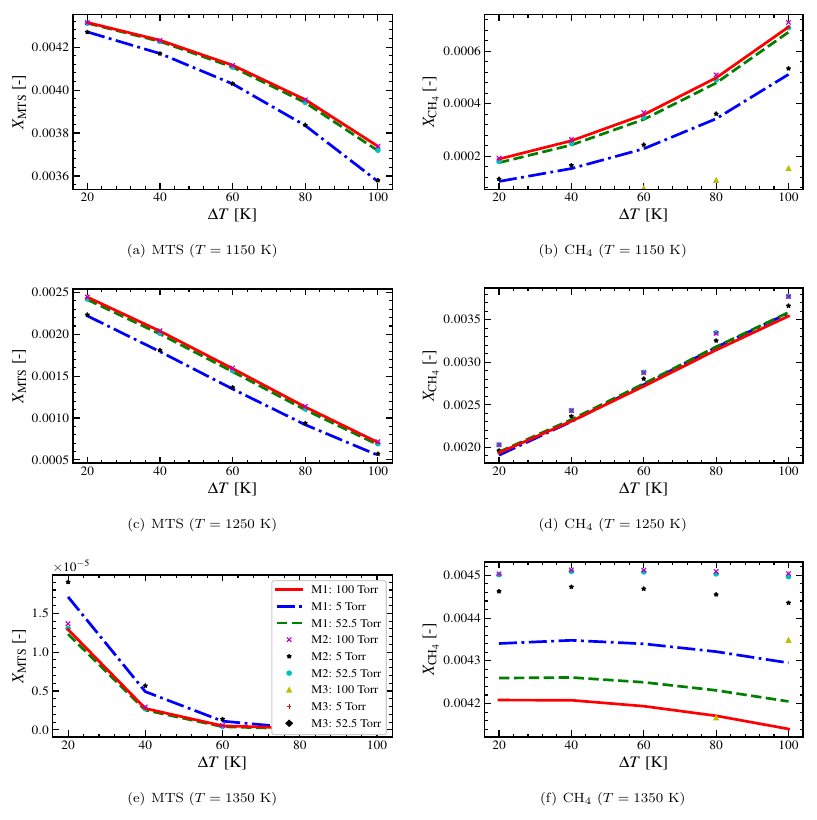 0.0042
0.0040
0.0038
0.0036
X_MTS [-]
20 40 60 80 100
ΔT [K]
(a) MTS (T = 1150 K)
0.0006
0.0004
0.0002
X_CH4 [-]
20 40 60 80 100
ΔT [K]
(b) CH4 (T = 1150 K)
0.0025
0.0020
0.0015
0.0010
0.0005
X_MTS [-]
20 40 60 80 100
ΔT [K]
(c) MTS (T = 1250 K)
0.0035
0.0030
0.0025
0.0020
X_CH4 [-]
20 40 60 80 100
ΔT [K]
(d) CH4 (T = 1250 K)
×10⁻⁵
1.5
1.0
0.5
0.0
X_MTS [-]
20 40 60 80 100
ΔT [K]
M1: 100 Torr
M1: 5 Torr
M1: 52.5 Torr
M2: 100 Torr
M2: 5 Torr
M2: 52.5 Torr
M3: 100 Torr
M3: 5 Torr
M3: 52.5 Torr
(e) MTS (T = 1350 K)
0.0045
0.0044
0.0043
0.0042
X_CH4 [-]
20 40 60 80 100
ΔT [K]
(f) CH4 (T = 1350 K)